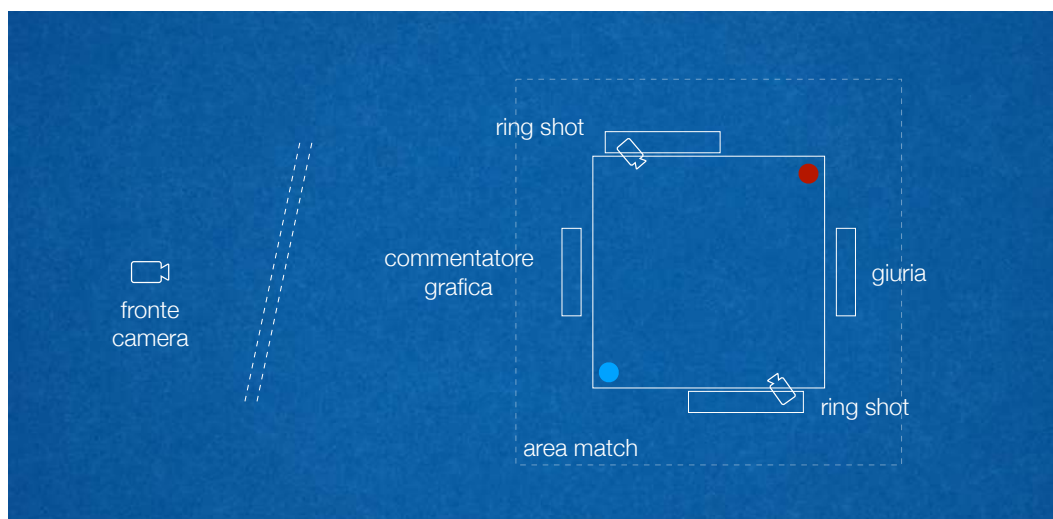 ring shot
commentatore
grafica
giuria
fronte
camera
ring shot
area match